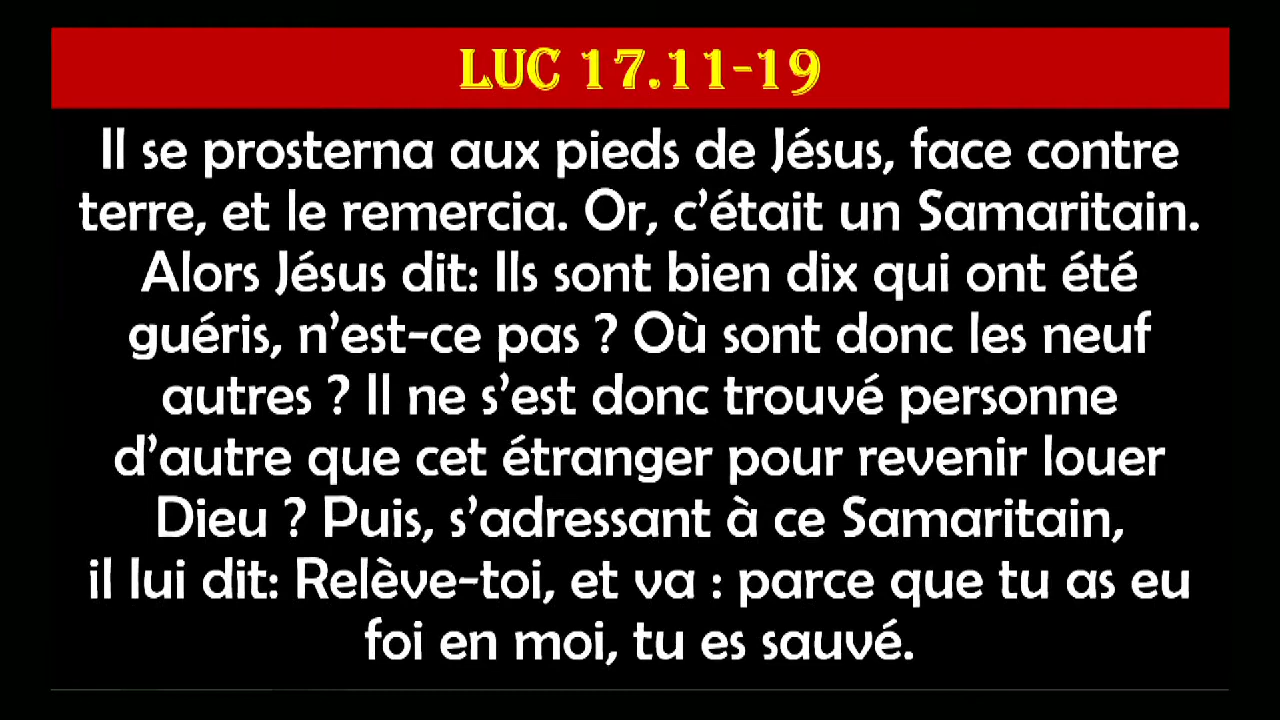 LUC 17.11-19
Il se prosterna aux pieds de Jésus, face contre
terre, et le remercia. Or, c’était un Samaritain.
Alors Jésus dit: Ils sont bien dix qui ont été
guéris, n’est-ce pas ? Où sont donc les neuf
autres ? Il ne s’est donc trouvé personne
d’autre que cet étranger pour revenir louer
Dieu ? Puis, s’adressant à ce Samaritain,
il lui dit: Relève-toi, et va : parce que tu as eu
foi en moi, tu es sauvé.